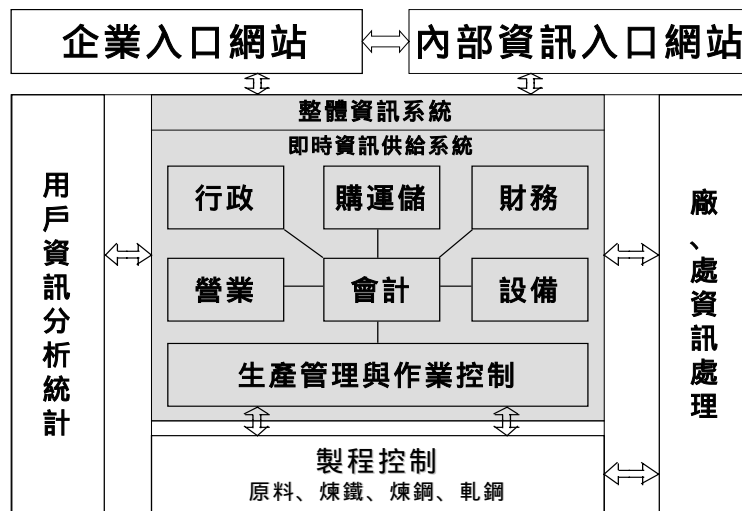 企業入口網站
內部資訊入口網站
整體資訊系統
即時資訊供給系統
用戶資訊分析統計
行政
購運儲
財務
營業
會計
設備
生產管理與作業控制
廠、處資訊處理
製程控制
原料、煉鐵、煉鋼、軋鋼